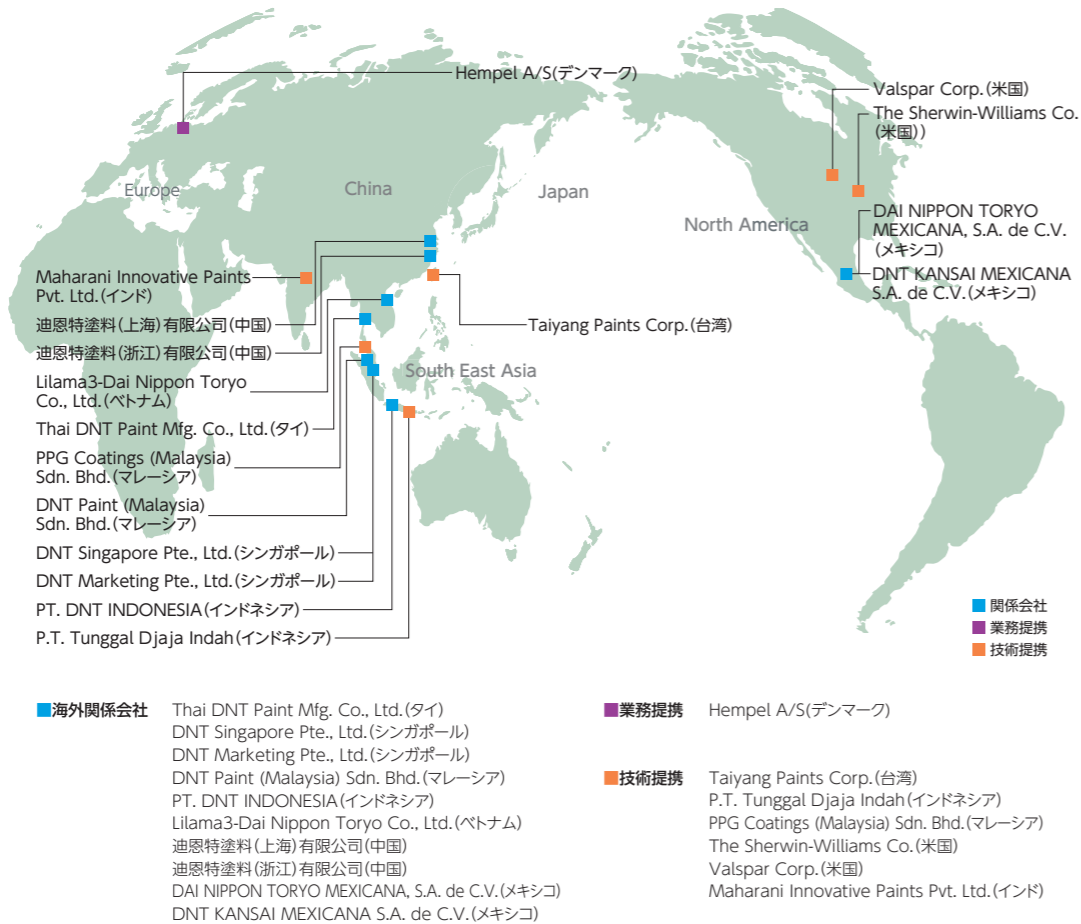 Hempel A/S(デンマーク)
Valspar Corp.(米国)
The Sherwin-Williams Co.
(米国))
Europe
China
Japan
North America
DAI NIPPON TORYO
MEXICANA, S.A. de C.V.
(メキシコ)
DNT KANSAI MEXICANA
S.A. de C.V.(メキシコ)
Maharani Innovative Paints
Pvt. Ltd.(インド)
迪恩特塗料(上海)有限公司(中国)
Taiyang Paints Corp.(台湾)
迪恩特塗料(浙江)有限公司(中国)
South East Asia
Lilama3-Dai Nippon Toryo
Co., Ltd.(ベトナム)
Thai DNT Paint Mfg. Co., Ltd.(タイ)
PPG Coatings (Malaysia)
Sdn. Bhd.(マレーシア)
DNT Paint (Malaysia)
Sdn. Bhd.(マレーシア)
DNT Singapore Pte., Ltd.(シンガポール)
DNT Marketing Pte., Ltd.(シンガポール)
PT. DNT INDONESIA(インドネシア)
P.T. Tunggal Djaja Indah(インドネシア)
関係会社
業務提携
技術提携
海外関係会社
Thai DNT Paint Mfg. Co., Ltd.(タイ)
DNT Singapore Pte., Ltd.(シンガポール)
DNT Marketing Pte., Ltd.(シンガポール)
DNT Paint (Malaysia) Sdn. Bhd.(マレーシア)
PT. DNT INDONESIA(インドネシア)
Lilama3-Dai Nippon Toryo Co., Ltd.(ベトナム)
迪恩特塗料(上海)有限公司(中国)
迪恩特塗料(浙江)有限公司(中国)
DAI NIPPON TORYO MEXICANA, S.A. de C.V.(メキシコ)
DNT KANSAI MEXICANA S.A. de C.V.(メキシコ)
業務提携
Hempel A/S(デンマーク)
技術提携
Taiyang Paints Corp.(台湾)
P.T. Tunggal Djaja Indah(インドネシア)
PPG Coatings (Malaysia) Sdn. Bhd.(マレーシア)
The Sherwin-Williams Co.(米国)
Valspar Corp.(米国)
Maharani Innovative Paints Pvt. Ltd.(インド)